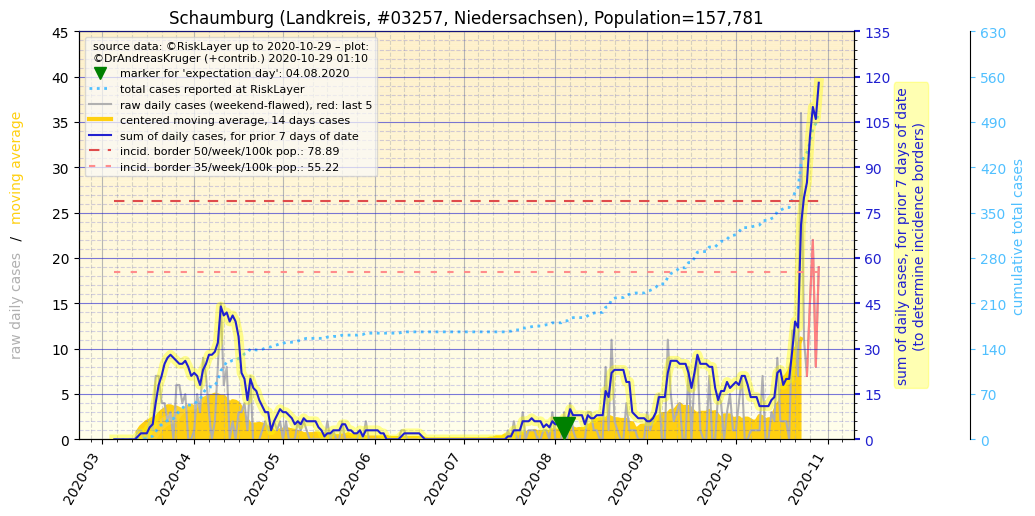 Schaumburg (Landkreis, #03257, Niedersachsen), Population=157,781
source data: ©RiskLayer up to 2020-10-29 – plot:
©DrAndreasKruger (+contrib.) 2020-10-29 01:10
marker for 'expectation day': 04.08.2020
total cases reported at RiskLayer
raw daily cases (weekend-flawed), red: last 5
centered moving average, 14 days cases
sum of daily cases, for prior 7 days of date
incid. border 50/week/100k pop.: 78.89
incid. border 35/week/100k pop.: 55.22
raw daily cases / moving average
45
40
35
30
25
20
15
10
5
0
2020-03
2020-04
2020-05
2020-06
2020-07
2020-08
2020-09
2020-10
2020-11
135
120
105
90
75
60
45
30
15
0
sum of daily cases, for prior 7 days of date
(to determine incidence borders)
630
560
490
420
350
280
210
140
70
0
cumulative total cases